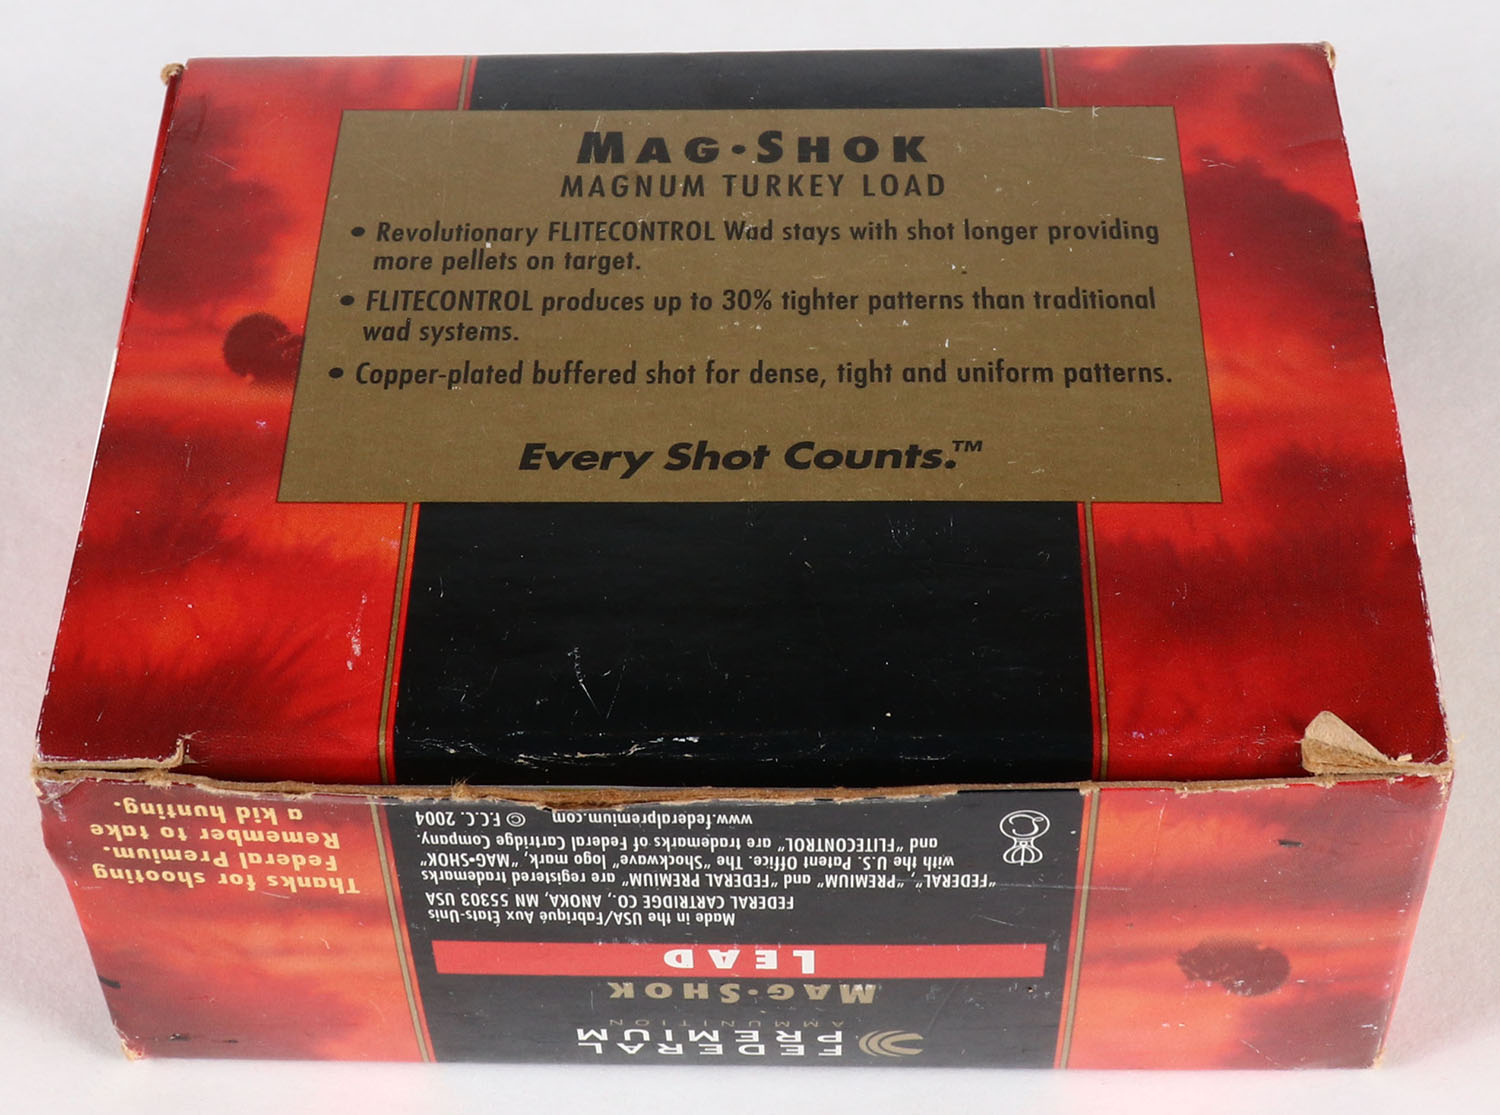 MAG•SHOK
MAGNUM TURKEY LOAD
• Revolutionary FLITECONTROL Wad stays with shot longer providing
more pellets on target.
• FLITECONTROL produces up to 30% tighter patterns than traditional
wad systems.
• Copper-plated buffered shot for dense, tight and uniform patterns.
Every Shot Counts.™
FEDERAL
PREMIUM
AMMUNITION
MAG•SHOK
LEAD
Made in the USA/Fabriqué Aux États-Unis
FEDERAL CARTRIDGE CO., ANOKA, MN 55303 USA
"FEDERAL", "PREMIUM" and "FEDERAL PREMIUM" are registered trademarks
with the U.S. Patent Office. The "Shockwave" logo mark, "MAG•SHOK"
and "FLITECONTROL" are trademarks of Federal Cartridge Company.
www.federalpremium.com © F.C.C. 2004
Thanks for shooting
Federal Premium.
Remember to take
a kid hunting.